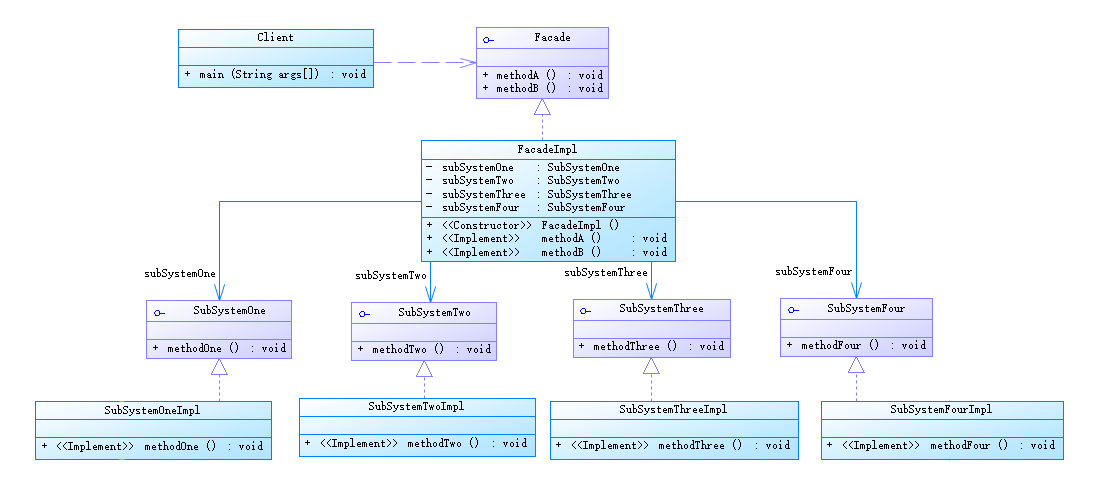 Client
+ main (String args[]) : void
Facade
+ methodA () : void
+ methodB () : void
FacadeImpl
- subSystemOne : SubSystemOne
- subSystemTwo : SubSystemTwo
- subSystemThree : SubSystemThree
- subSystemFour : SubSystemFour
+ <<Constructor>> FacadeImpl ()
+ <<Implement>> methodA () : void
+ <<Implement>> methodB () : void
subSystemOne
subSystemTwo
subSystemThree
subSystemFour
SubSystemOne
+ methodOne () : void
SubSystemTwo
+ methodTwo () : void
SubSystemThree
+ methodThree () : void
SubSystemFour
+ methodFour () : void
SubSystemOneImpl
+ <<Implement>> methodOne () : void
SubSystemTwoImpl
+ <<Implement>> methodTwo () : void
SubSystemThreeImpl
+ <<Implement>> methodThree () : void
SubSystemFourImpl
+ <<Implement>> methodFour () : void